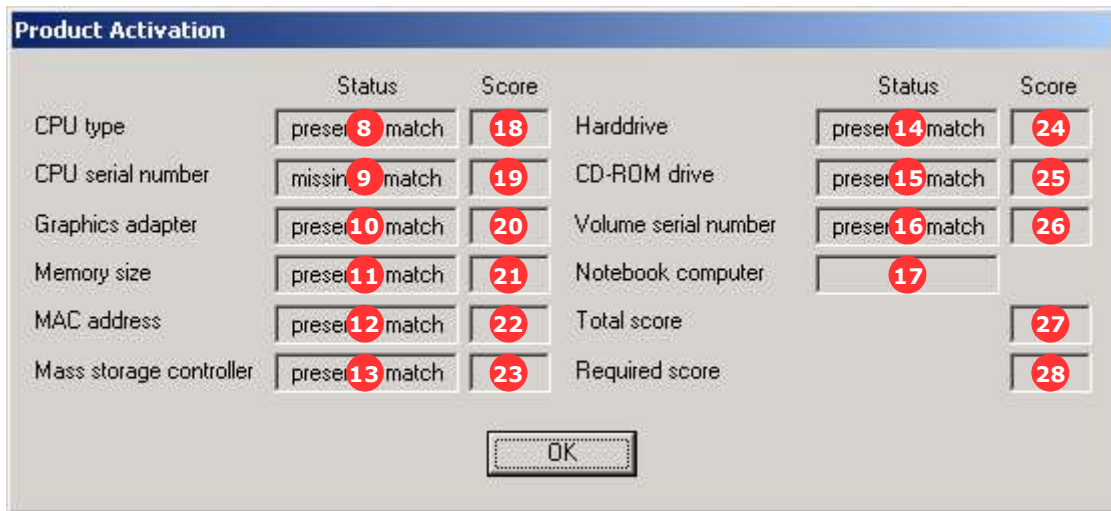 Product Activation
Status Score Status Score
CPU type 8 match 18 Harddrive 14 match 24
CPU serial number 9 match 19 CD-ROM drive 15 match 25
Graphics adapter 10 match 20 Volume serial number 16 match 26
Memory size 11 match 21 Notebook computer 17
MAC address 12 match 22 Total score 27
Mass storage controller 13 match 23 Required score 28
OK